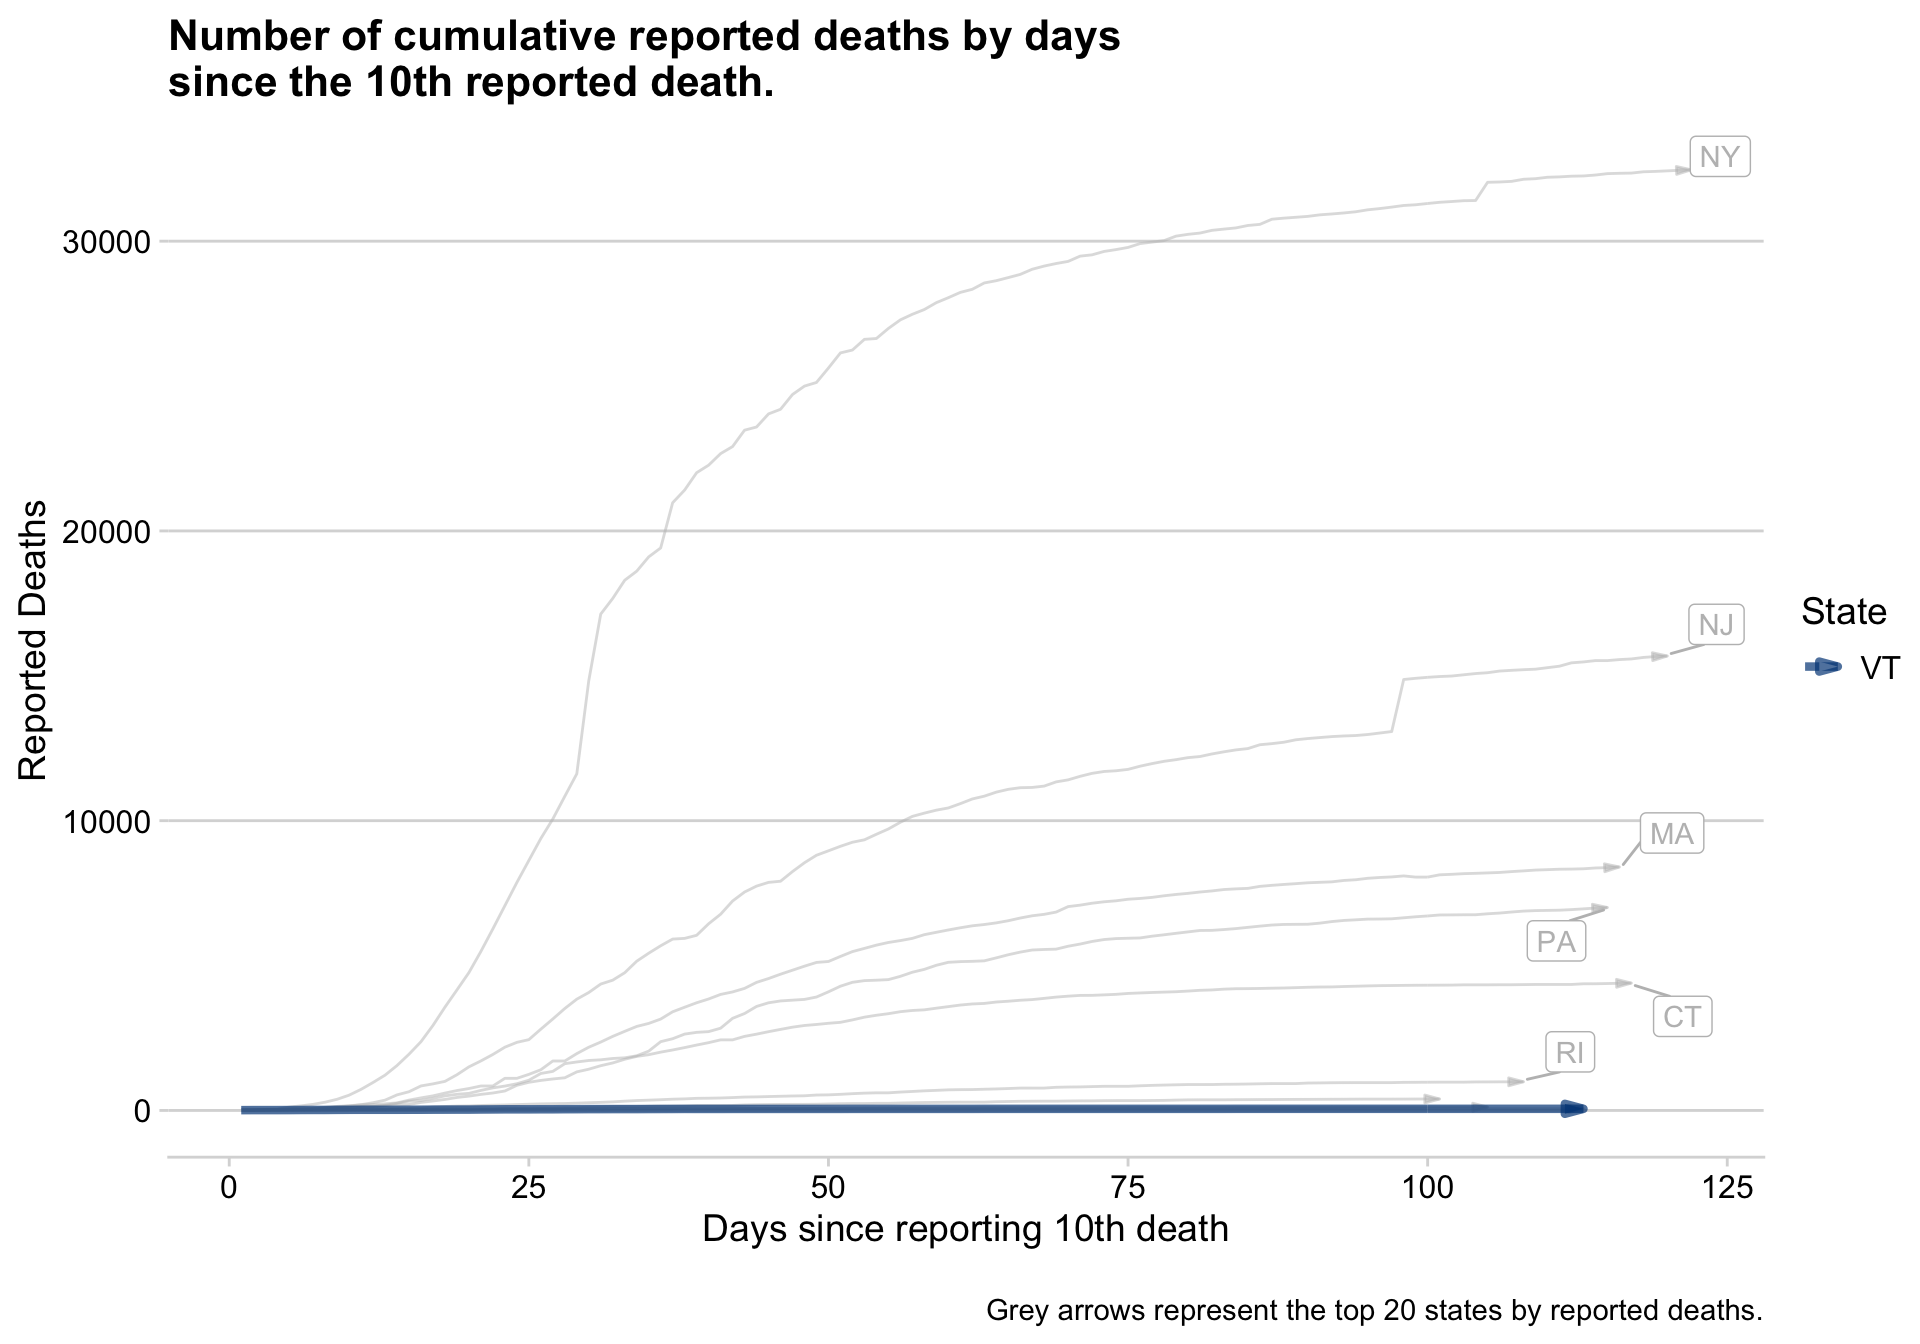 Number of cumulative reported deaths by days
since the 10th reported death.
NY
30000
20000
Reported Deaths
NJ
State
VT
10000
MA
PA
CT
RI
0
0 25 50 75 100 125
Days since reporting 10th death
Grey arrows represent the top 20 states by reported deaths.